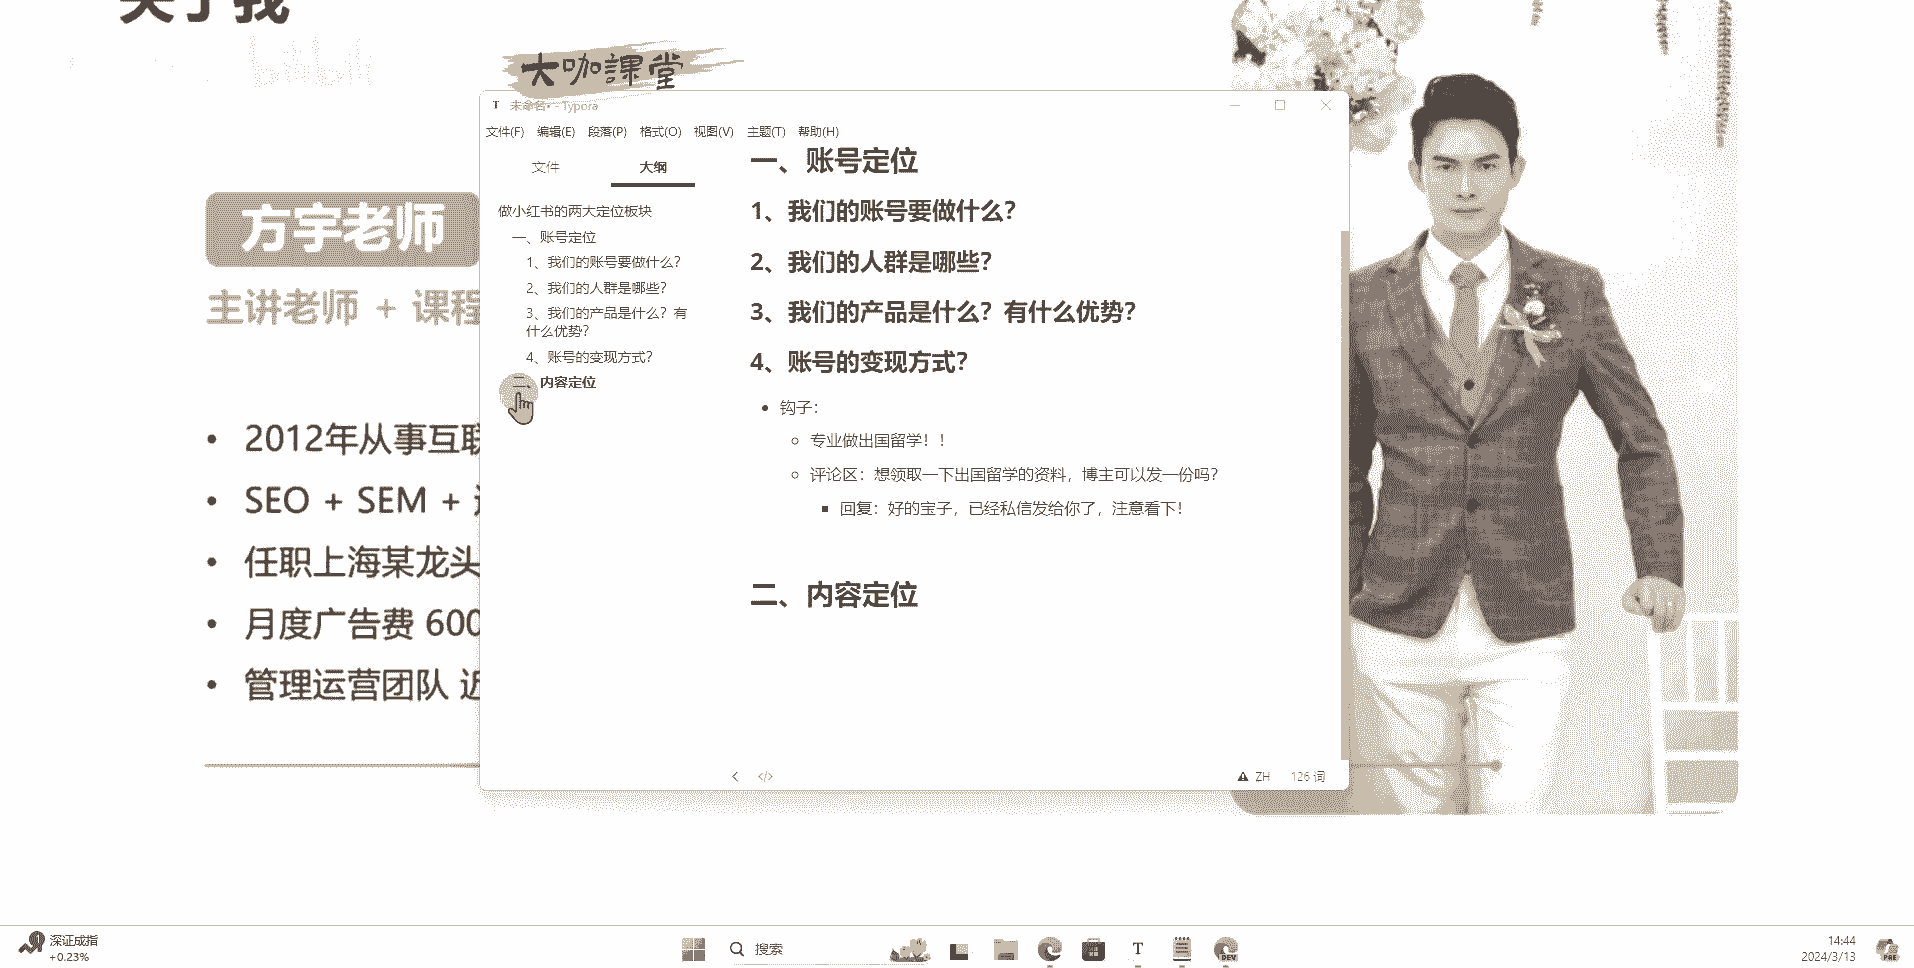 关于我
bilibili
大咖課堂
未命名• - Typora
文件(F) 编辑(E) 段落(P) 格式(O) 视图(V) 主题(T) 帮助(H)
文件 大纲
做小红书的两大定位板块
一、账号定位
1、我们的账号要做什么？
2、我们的人群是哪些？
3、我们的产品是什么？有
什么优势？
4、账号的变现方式？
二、内容定位
一、账号定位
1、我们的账号要做什么？
2、我们的人群是哪些？
3、我们的产品是什么？有什么优势？
4、账号的变现方式？
• 钩子：
专业做出国留学！！
评论区：想领取一下出国留学的资料，博主可以发一份吗？
回复：好的宝子，已经私信发给你了，注意看下！
二、内容定位
ZH 126 词
方宇老师
主讲老师 + 课程
• 2012年从事互联
• SEO + SEM +
• 任职上海某龙头
• 月度广告费 600
• 管理运营团队 近
深证成指
+0.23%
搜索
T
DEV
14:44
2024/3/13
PRE